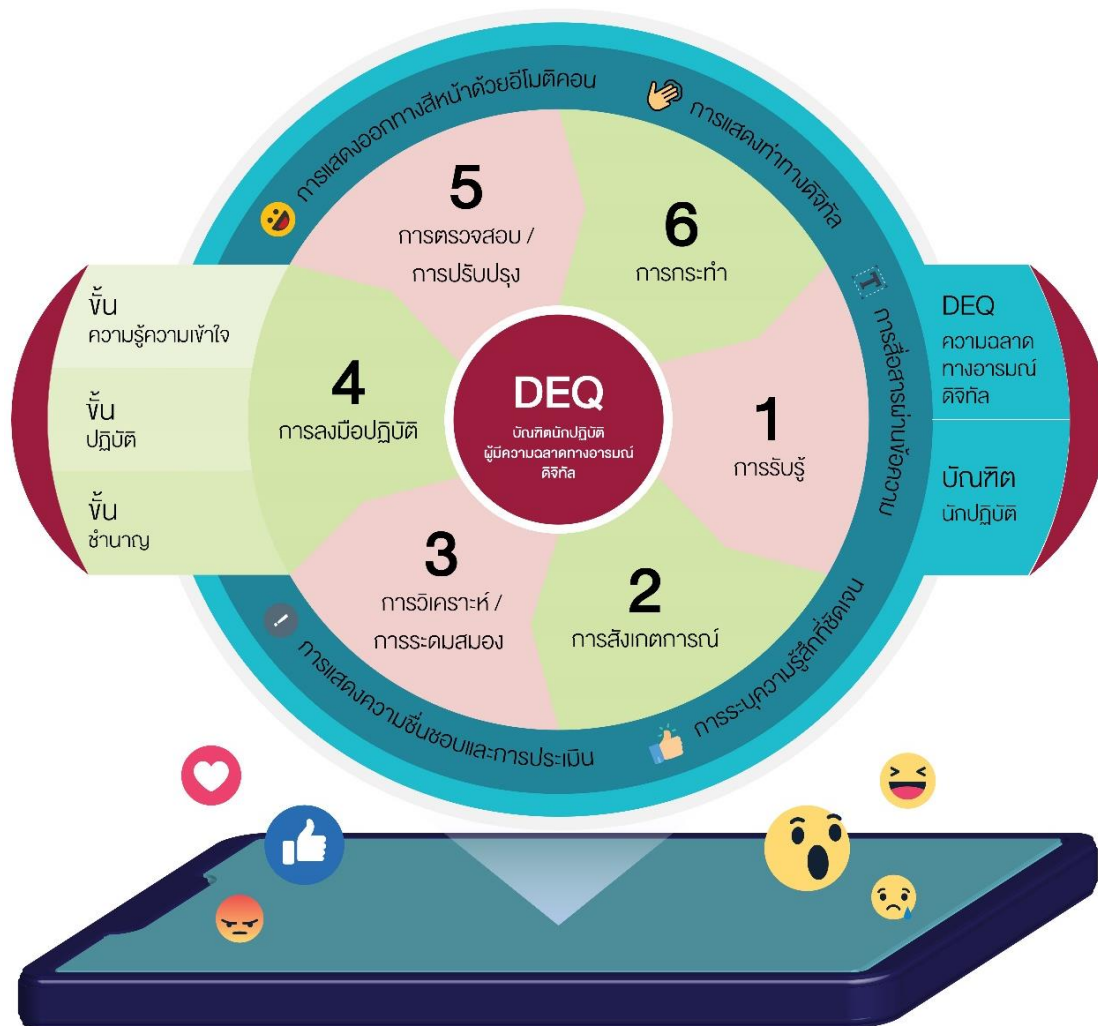 การแสดงออกทางสีหน้าด้วยอีโมติคอน
การแสดงท่าทางดิจิทัล
T
การสื่อสารผ่านข้อความ
การระบุความรู้สึกที่ชัดเจน
การแสดงความชื่นชอบและการประเมิน
!
5
การตรวจสอบ /
การปรับปรุง
6
การกระทำ
4
การลงมือปฏิบัติ
DEQ
บัณฑิตนักปฏิบัติ
ผู้มีความฉลาดทางอารมณ์
ดิจิทัล
1
การรับรู้
3
การวิเคราะห์ /
การระดมสมอง
2
การสังเกตการณ์
ขั้น
ความรู้ความเข้าใจ
ขั้น
ปฏิบัติ
ขั้น
ชำนาญ
DEQ
ความฉลาด
ทางอารมณ์
ดิจิทัล
บัณฑิต
นักปฏิบัติ